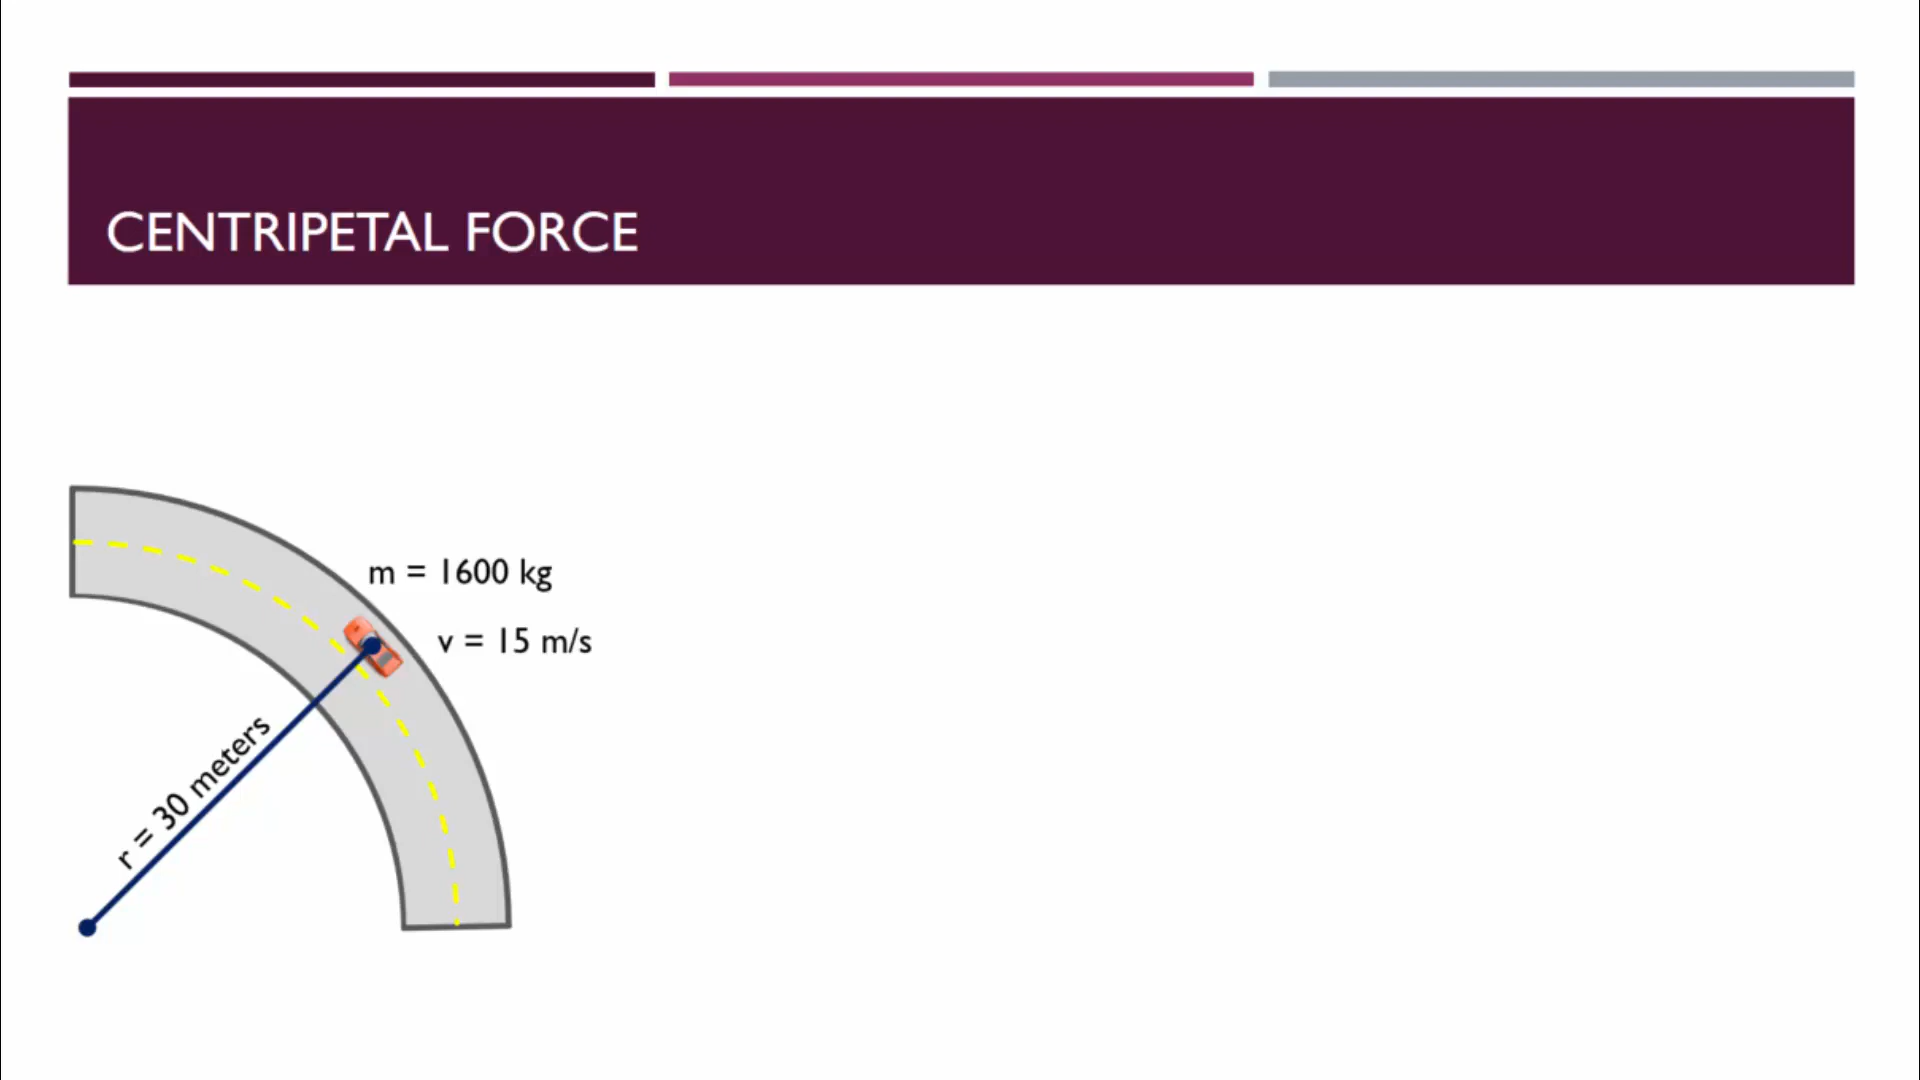 CENTRIPETAL FORCE
m = 1600 kg
v = 15 m/s
r = 30 meters